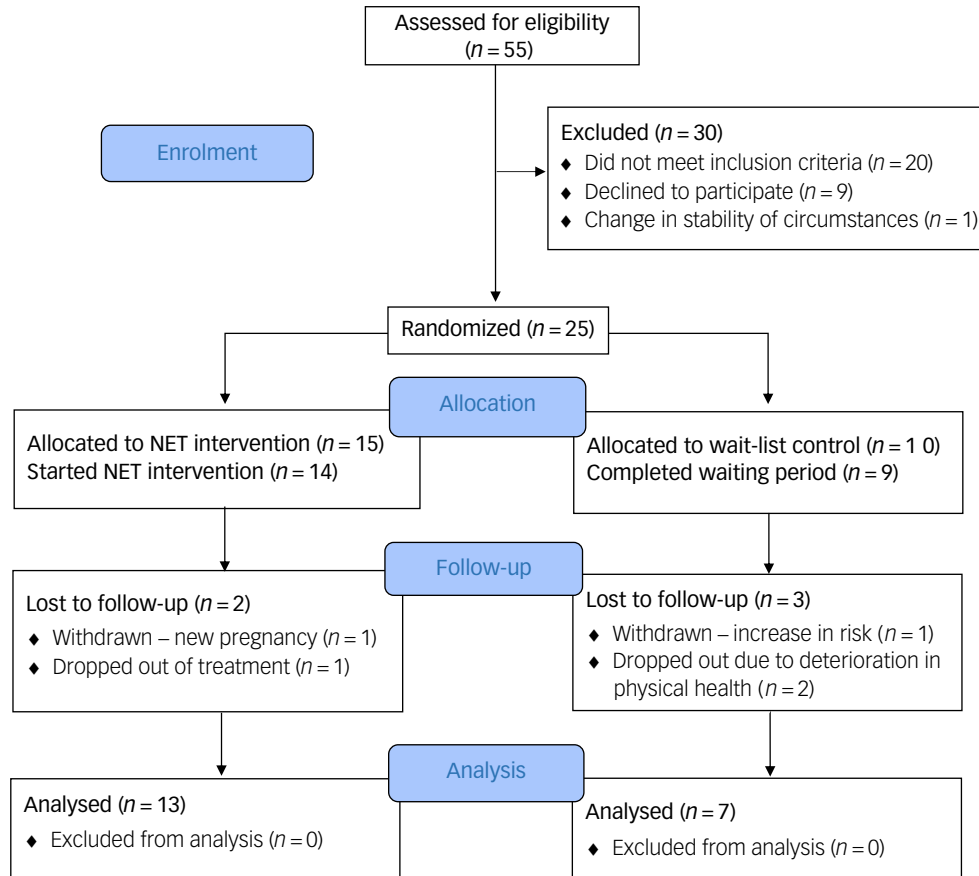 Assessed for eligibility
(n = 55)
Enrolment
Excluded (n = 30)
♦ Did not meet inclusion criteria (n = 20)
♦ Declined to participate (n = 9)
♦ Change in stability of circumstances (n = 1)
Randomized (n = 25)
Allocation
Allocated to NET intervention (n = 15)
Started NET intervention (n = 14)
Allocated to wait-list control (n = 1 0)
Completed waiting period (n = 9)
Follow-up
Lost to follow-up (n = 2)
♦ Withdrawn – new pregnancy (n = 1)
♦ Dropped out of treatment (n = 1)
Lost to follow-up (n = 3)
♦ Withdrawn – increase in risk (n = 1)
♦ Dropped out due to deterioration in
physical health (n = 2)
Analysis
Analysed (n = 13)
♦ Excluded from analysis (n = 0)
Analysed (n = 7)
♦ Excluded from analysis (n = 0)